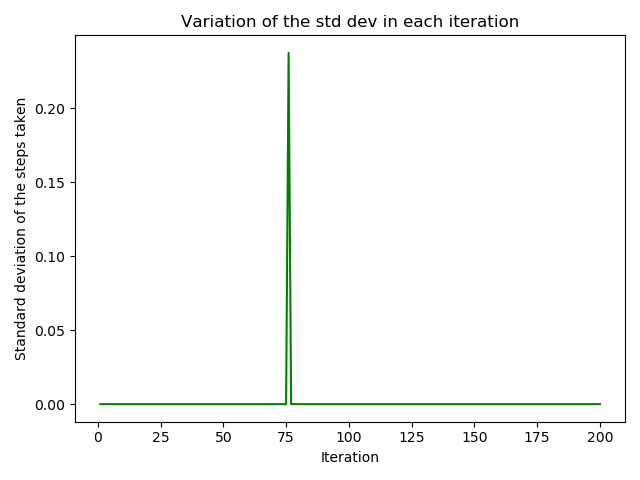 Variation of the std dev in each iteration
Standard deviation of the steps taken
0.20
0.15
0.10
0.05
0.00
0 25 50 75 100 125 150 175 200
Iteration